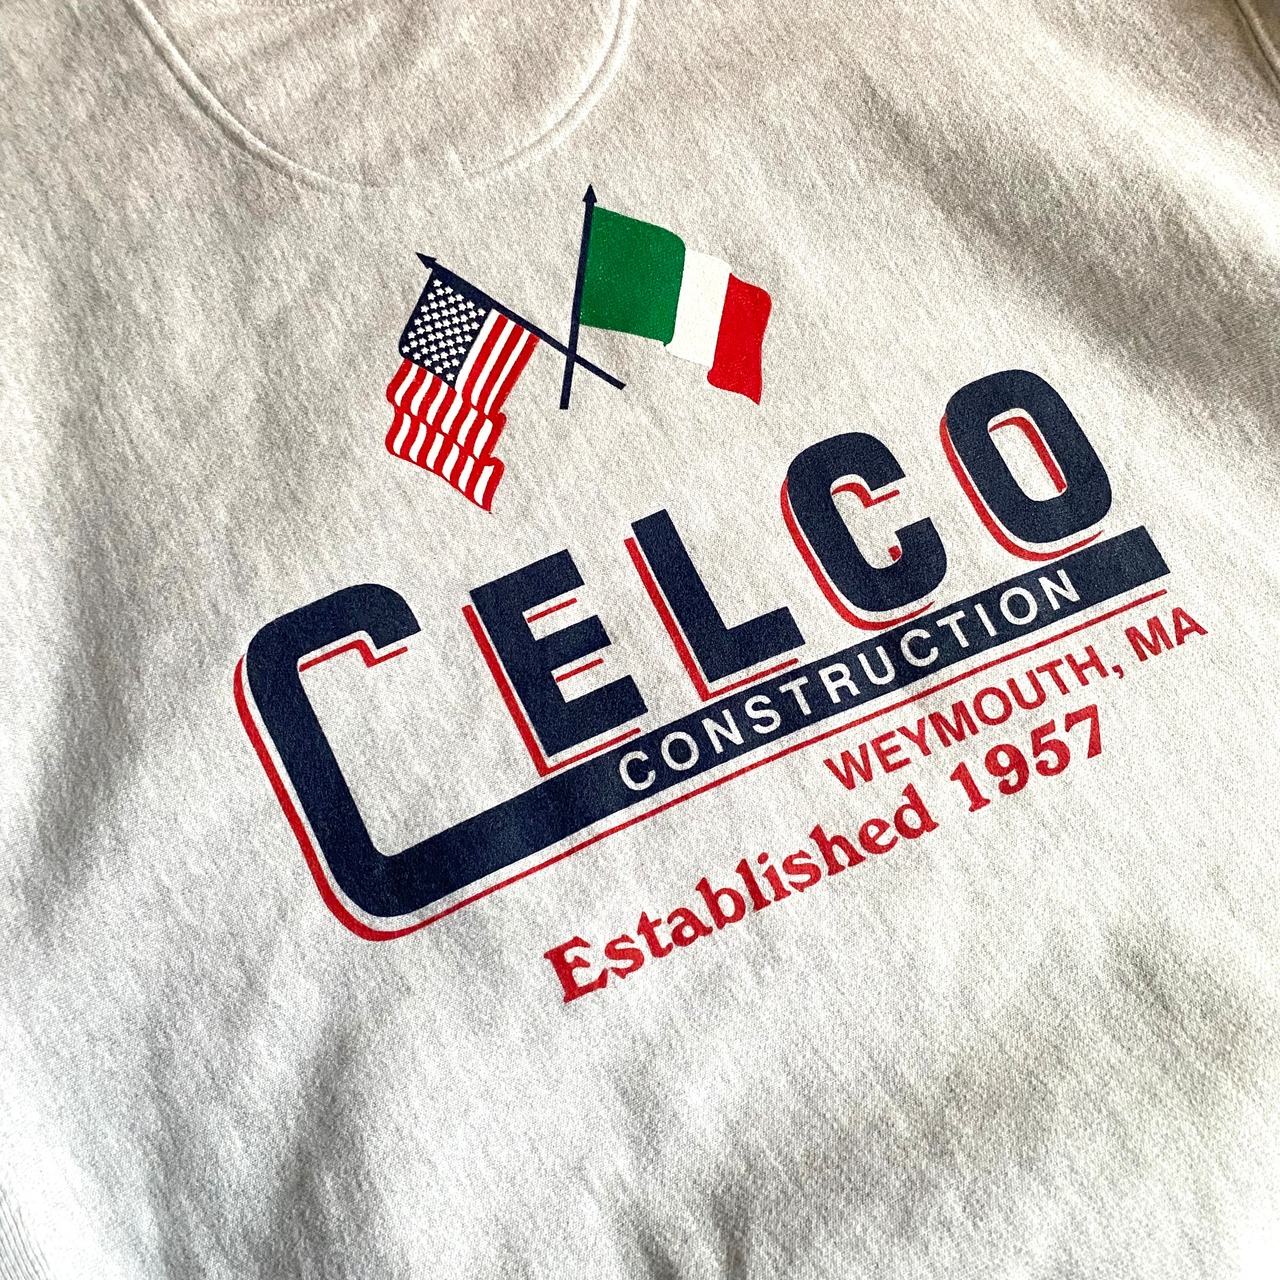 CELCO
CONSTRUCTION
WEYMOUTH, MA
Established 1957